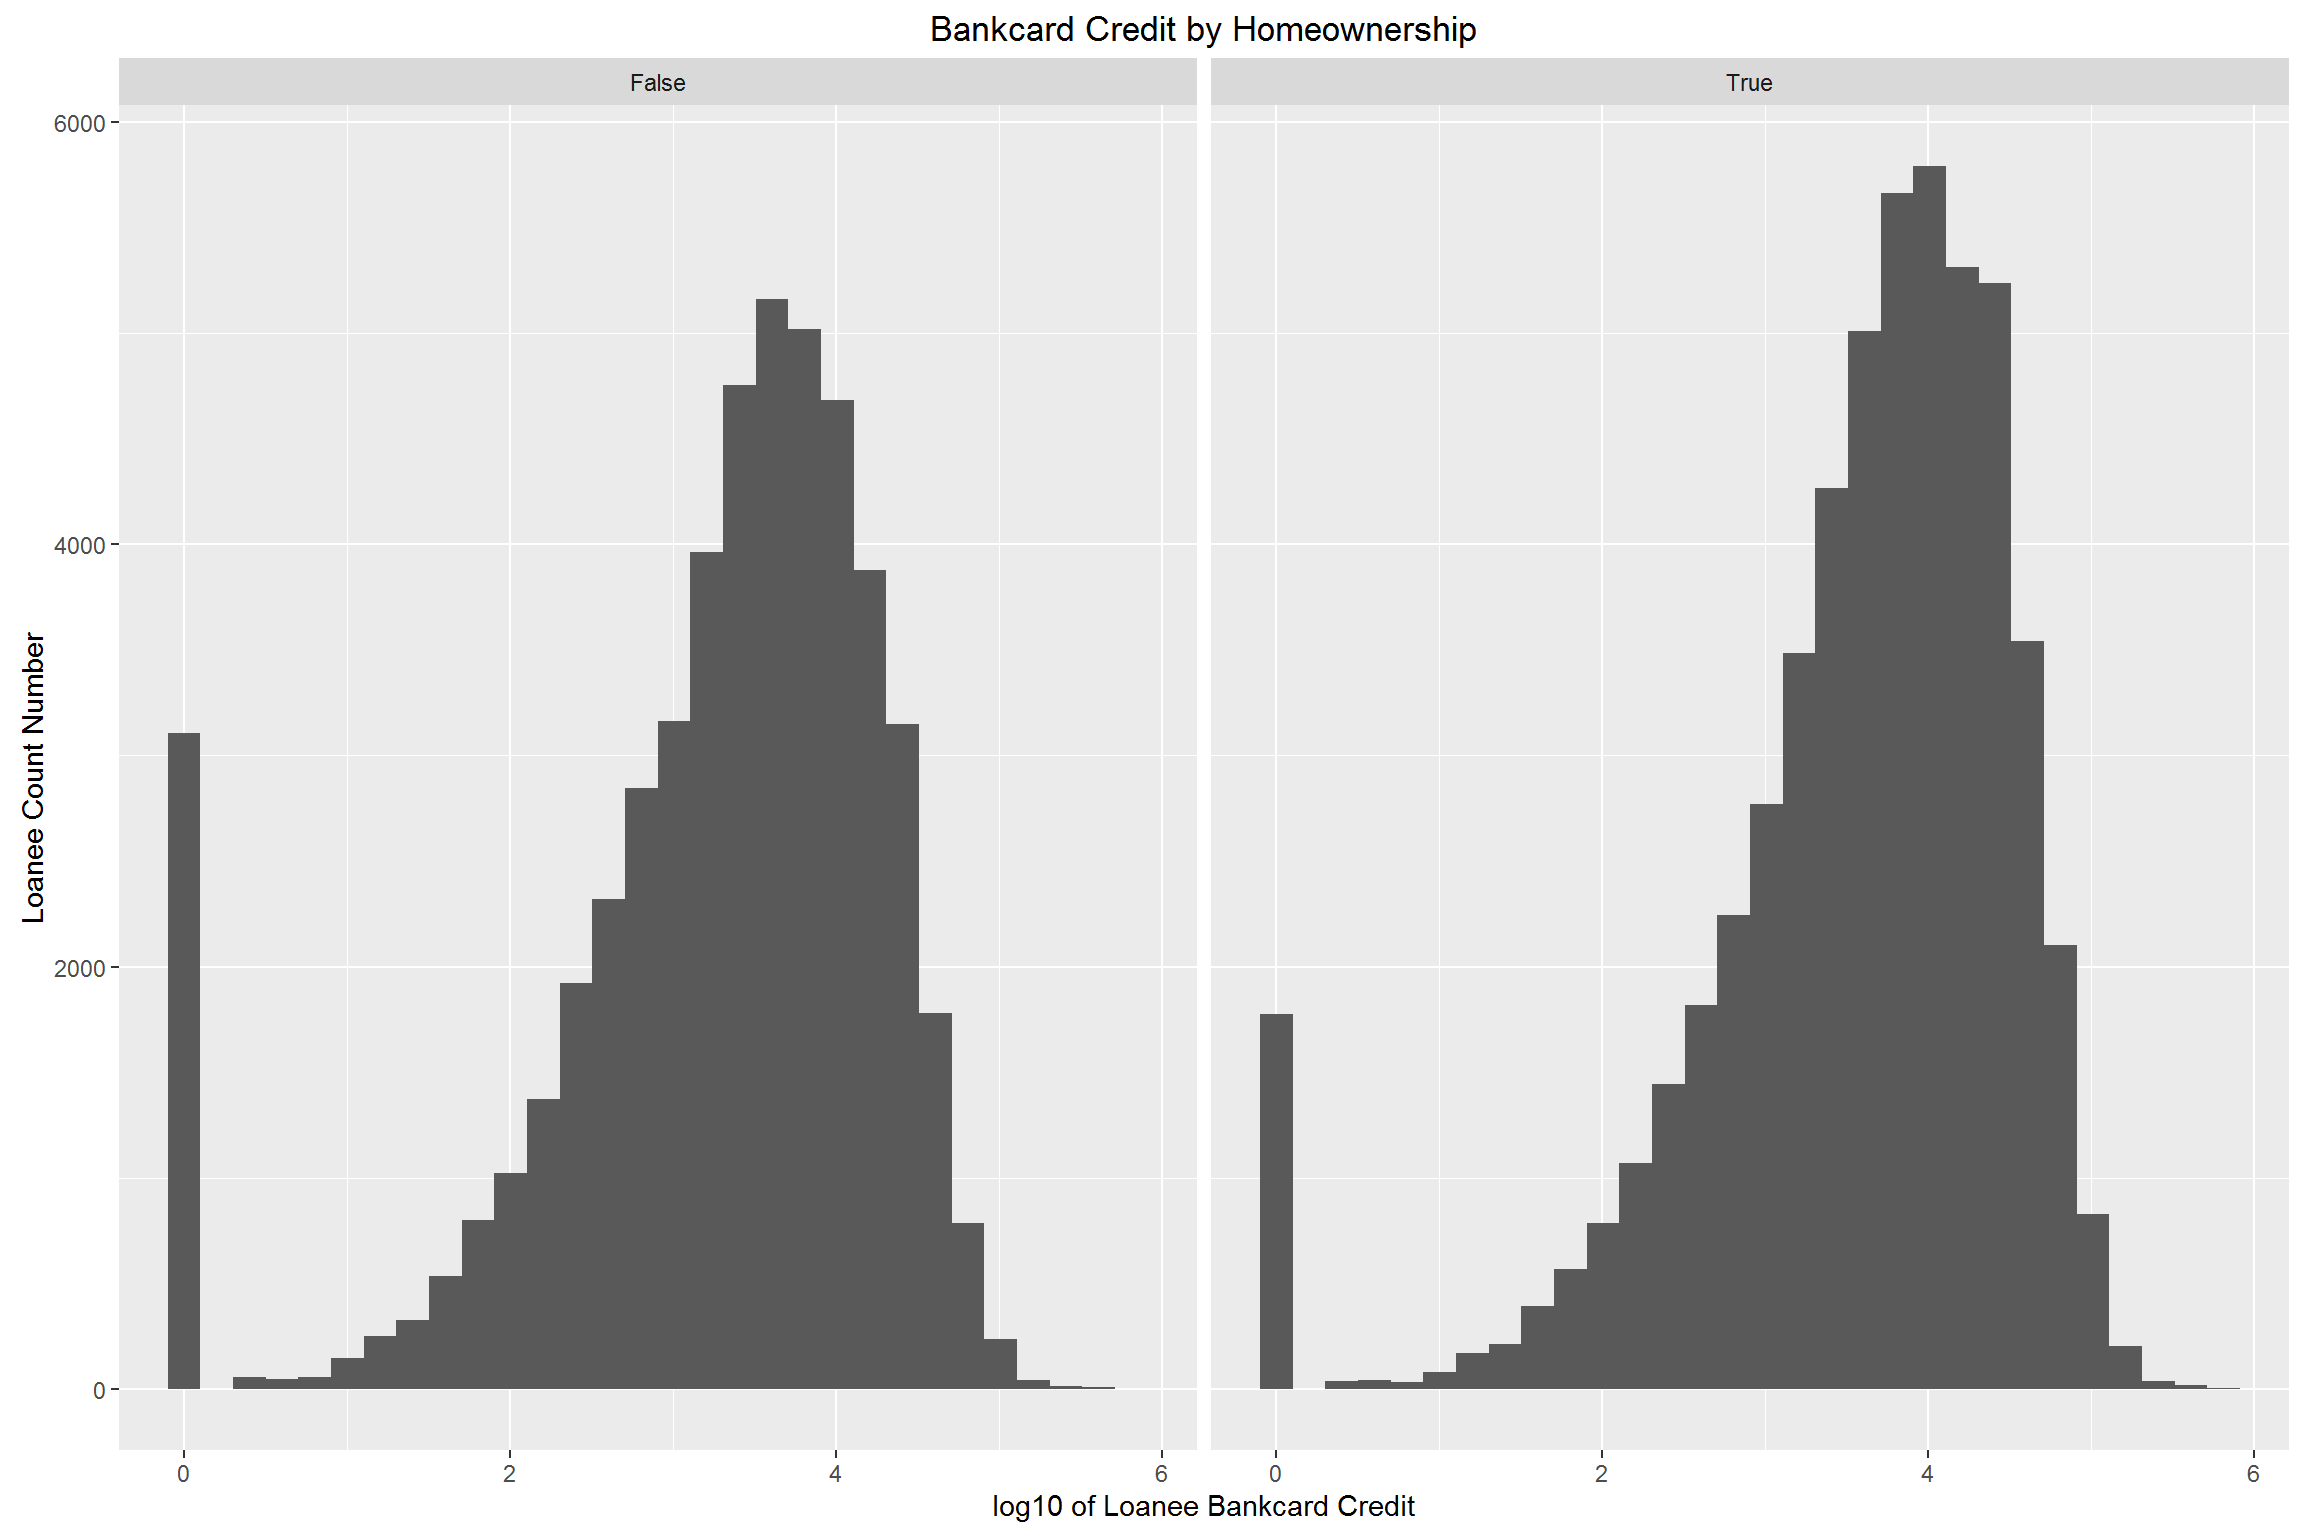 Bankcard Credit by Homeownership
False
True
6000
4000
2000
0
Loanee Count Number
0 2 4 6
0 2 4 6
log10 of Loanee Bankcard Credit